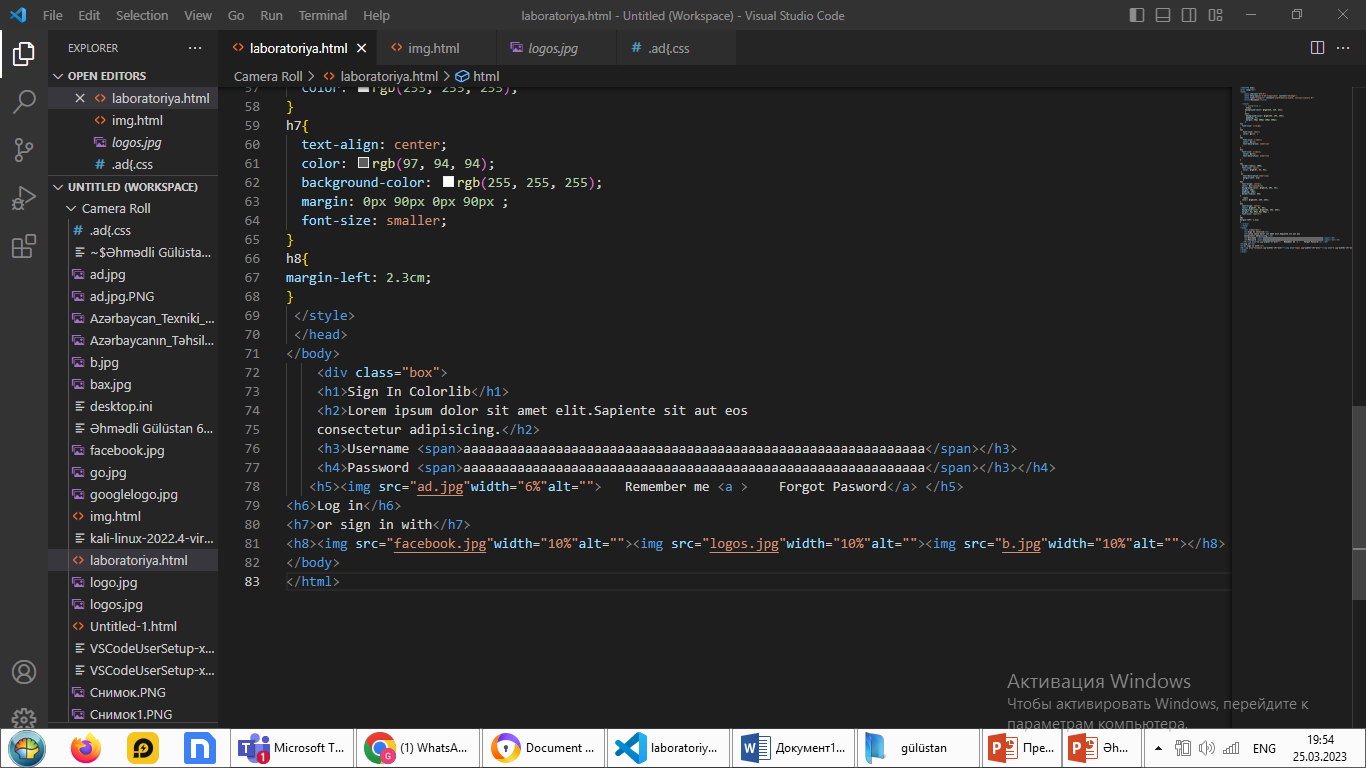 File Edit Selection View Go Run Terminal Help
laboratoriya.html - Untitled (Workspace) - Visual Studio Code
EXPLORER
OPEN EDITORS
laboratoriya.html
img.html
logos.jpg
# .ad{.css
UNTITLED (WORKSPACE)
Camera Roll
# .ad{.css
~$Əhmədli Gülüsta...
ad.jpg
ad.jpg.PNG
Azərbaycan_Texniki_...
Azərbaycanın_Təhsil...
b.jpg
bax.jpg
desktop.ini
Əhmədli Gülüstan 6...
facebook.jpg
go.jpg
googlelogo.jpg
img.html
kali-linux-2022.4-vir...
laboratoriya.html
logo.jpg
logos.jpg
Untitled-1.html
VSCodeUserSetup-x...
VSCodeUserSetup-x...
Снимок.PNG
Снимок1.PNG
laboratoriya.html img.html logos.jpg # .ad{.css
Camera Roll > laboratoriya.html > html
57 color: rgb(255, 255, 255);
58 }
59 h7{
60 text-align: center;
61 color: rgb(97, 94, 94);
62 background-color: rgb(255, 255, 255);
63 margin: 0px 90px 0px 90px ;
64 font-size: smaller;
65 }
66 h8{
67 margin-left: 2.3cm;
68 }
69 </style>
70 </head>
71 </body>
72 <div class="box">
73 <h1>Sign In Colorlib</h1>
74 <h2>Lorem ipsum dolor sit amet elit.Sapiente sit aut eos
75 consectetur adipisicing.</h2>
76 <h3>Username <span>aaaaaaaaaaaaaaaaaaaaaaaaaaaaaaaaaaaaaaaaaaaaaaaaaaaaaaaaaaaa</span></h3>
77 <h4>Password <span>aaaaaaaaaaaaaaaaaaaaaaaaaaaaaaaaaaaaaaaaaaaaaaaaaaaaaaaaaaaa</span></h3></h4>
78 <h5><img src="ad.jpg"width="6%"alt=""> Remember me <a > Forgot Pasword</a> </h5>
79 <h6>Log in</h6>
80 <h7>or sign in with</h7>
81 <h8><img src="facebook.jpg"width="10%"alt=""><img src="logos.jpg"width="10%"alt=""><img src="b.jpg"width="10%"alt=""></h8>
82 </body>
83 </html>
Активация Windows
Чтобы активировать Windows, перейдите к
параметрам компьютера.
Microsoft T... (1) WhatsA... Document ... laboratoriy... Документ1... gülüstan Пре... Əh... ENG 19:54
25.03.2023